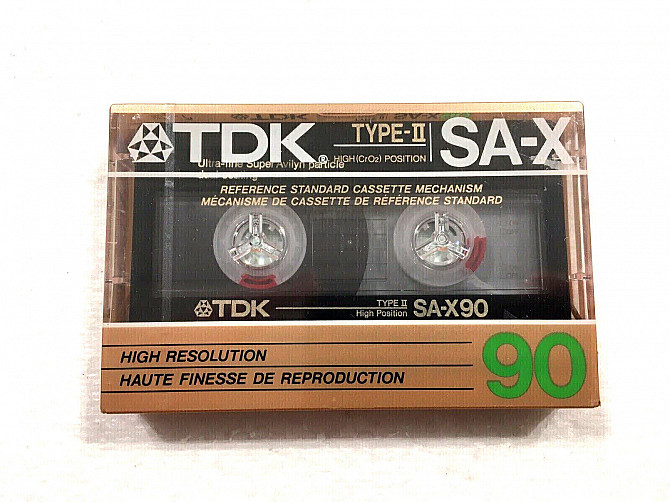 TDK® TYPE-II SA-X
HIGH (CrO2) POSITION
Ultra-fine Super Avilyn particle
REFERENCE STANDARD CASSETTE MECHANISM
MÉCANISME DE CASSETTE DE RÉFÉRENCE STANDARD
TDK TYPE II SA-X90
High Position
HIGH RESOLUTION
HAUTE FINESSE DE REPRODUCTION
90